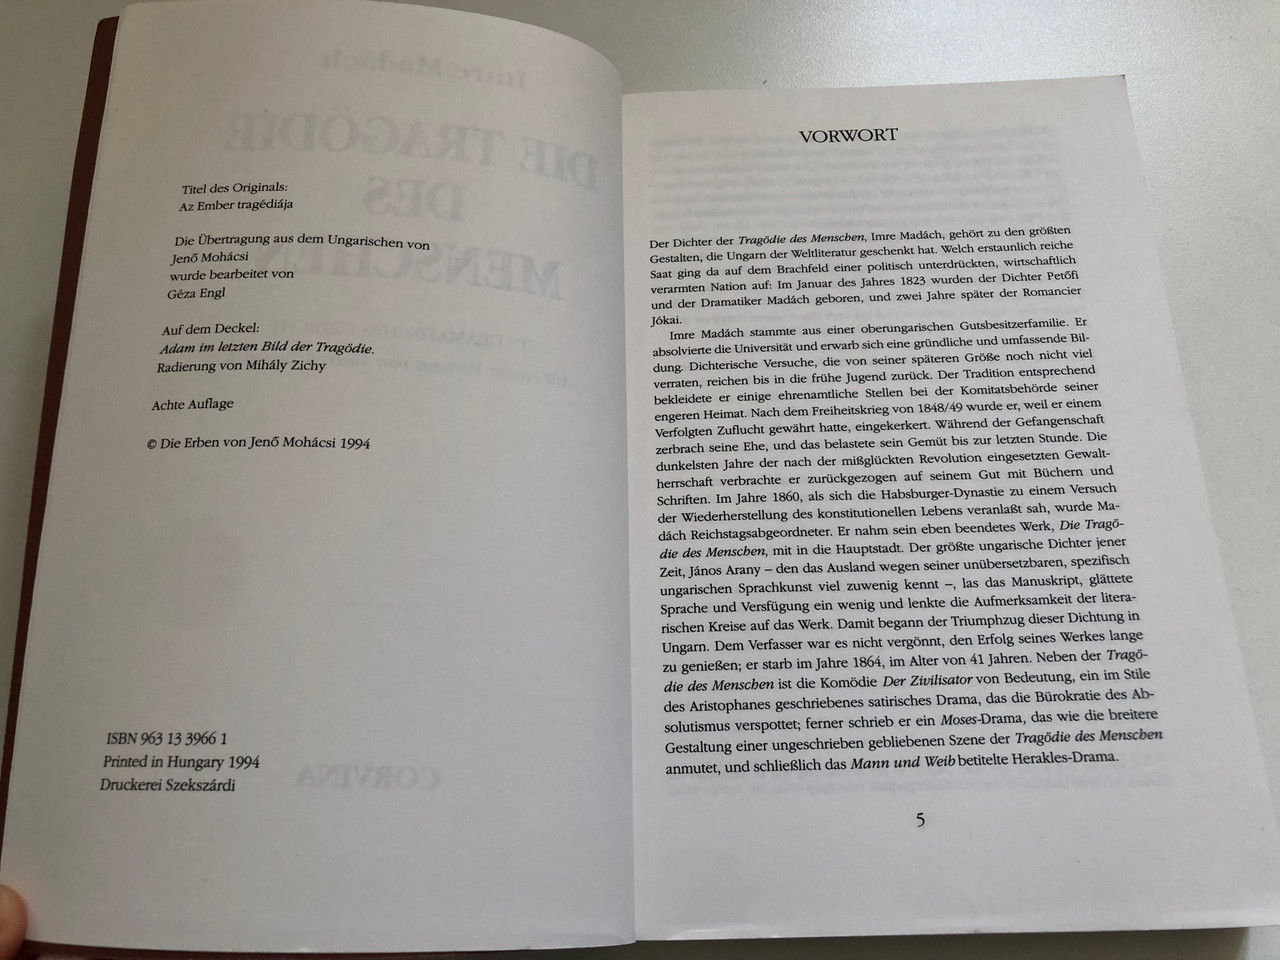 Titel des Originals:
Az Ember tragédiája
Die Übertragung aus dem Ungarischen von
Jenő Mohácsi
wurde bearbeitet von
Géza Engl
Auf dem Deckel:
Adam im letzten Bild der Tragödie.
Radierung von Mihály Zichy
Achte Auflage
© Die Erben von Jenő Mohácsi 1994
ISBN 963 13 3966 1
Printed in Hungary 1994
Druckerei Szekszárdi
VORWORT
Der Dichter der Tragödie des Menschen, Imre Madách, gehört zu den größten
Gestalten, die Ungarn der Weltliteratur geschenkt hat. Welch erstaunlich reiche
Saat ging da auf dem Brachfeld einer politisch unterdrückten, wirtschaftlich
verarmten Nation auf: Im Januar des Jahres 1823 wurden der Dichter Petőfi
und der Dramatiker Madách geboren, und zwei Jahre später der Romancier
Jókai.
Imre Madách stammte aus einer oberungarischen Gutsbesitzerfamilie. Er
absolvierte die Universität und erwarb sich eine gründliche und umfassende Bil-
dung. Dichterische Versuche, die von seiner späteren Größe noch nicht viel
verraten, reichen bis in die frühe Jugend zurück. Der Tradition entsprechend
bekleidete er einige ehrenamtliche Stellen bei der Komitatsbehörde seiner
engeren Heimat. Nach dem Freiheitskrieg von 1848/49 wurde er, weil er einem
Verfolgten Zuflucht gewährt hatte, eingekerkert. Während der Gefangenschaft
zerbrach seine Ehe, und das belastete sein Gemüt bis zur letzten Stunde. Die
dunkelsten Jahre der nach der mißglückten Revolution eingesetzten Gewalt-
herrschaft verbrachte er zurückgezogen auf seinem Gut mit Büchern und
Schriften. Im Jahre 1860, als sich die Habsburger-Dynastie zu einem Versuch
der Wiederherstellung des konstitutionellen Lebens veranlaßt sah, wurde Ma-
dách Reichstagsabgeordneter. Er nahm sein eben beendetes Werk, Die Tragö-
die des Menschen, mit in die Hauptstadt. Der größte ungarische Dichter jener
Zeit, János Arany – den das Ausland wegen seiner unübersetzbaren, spezifisch
ungarischen Sprachkunst viel zuwenig kennt –, las das Manuskript, glättete
Sprache und Versfügung ein wenig und lenkte die Aufmerksamkeit der litera-
rischen Kreise auf das Werk. Damit begann der Triumphzug dieser Dichtung in
Ungarn. Dem Verfasser war es nicht vergönnt, den Erfolg seines Werkes lange
zu genießen; er starb im Jahre 1864, im Alter von 41 Jahren. Neben der Tragö-
die des Menschen ist die Komödie Der Zivilisator von Bedeutung, ein im Stile
des Aristophanes geschriebenes satirisches Drama, das die Bürokratie des Ab-
solutismus verspottet; ferner schrieb er ein Moses-Drama, das wie die breitere
Gestaltung einer ungeschrieben gebliebenen Szene der Tragödie des Menschen
anmutet, und schließlich das Mann und Weib betitelte Herakles-Drama.
5